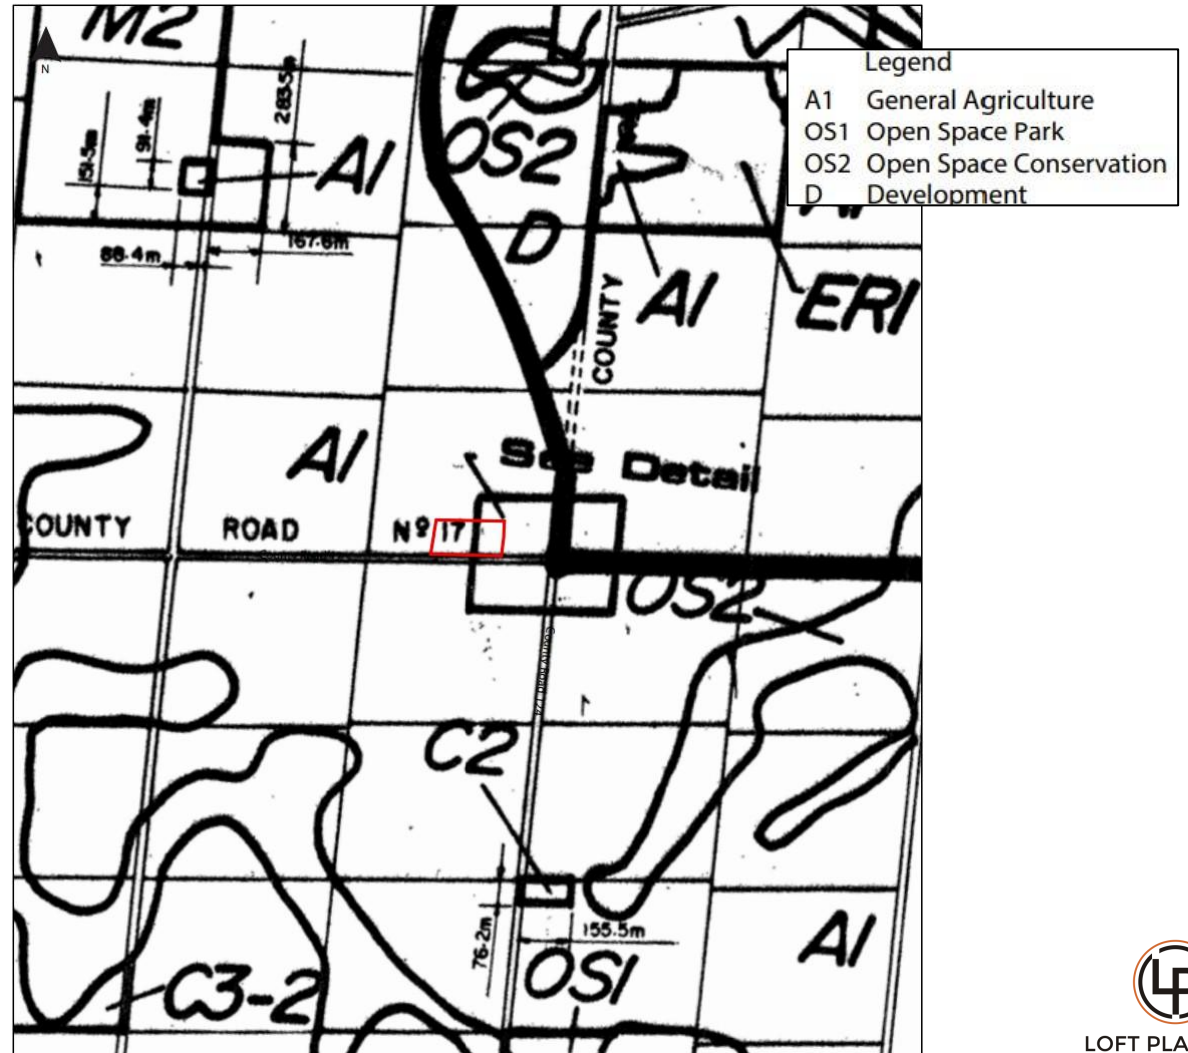 M2
N
283.5m
91.4m
151.5m
A1
OS2
Legend
A1 General Agriculture
OS1 Open Space Park
OS2 Open Space Conservation
D Development
D
167.6m
88.4m
COUNTY
A1
ER1
A1
See Detail
COUNTY ROAD Nº 17
OS2
C2
76.2m
155.5m
OS1
A1
C3-2
LF
LOFT PLA